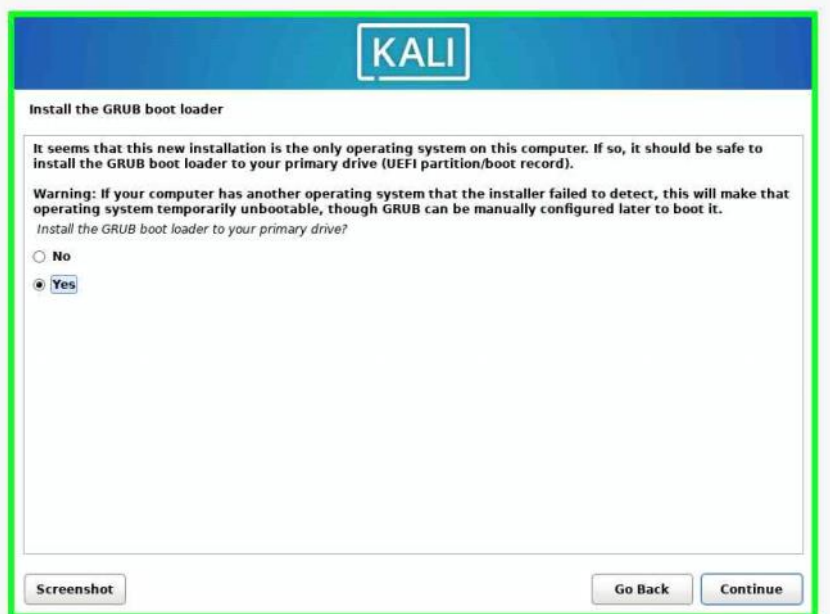 KALI
Install the GRUB boot loader
It seems that this new installation is the only operating system on this computer. If so, it should be safe to
install the GRUB boot loader to your primary drive (UEFI partition/boot record).
Warning: If your computer has another operating system that the installer failed to detect, this will make that
operating system temporarily unbootable, though GRUB can be manually configured later to boot it.
Install the GRUB boot loader to your primary drive?
No
Yes
Screenshot
Go Back
Continue